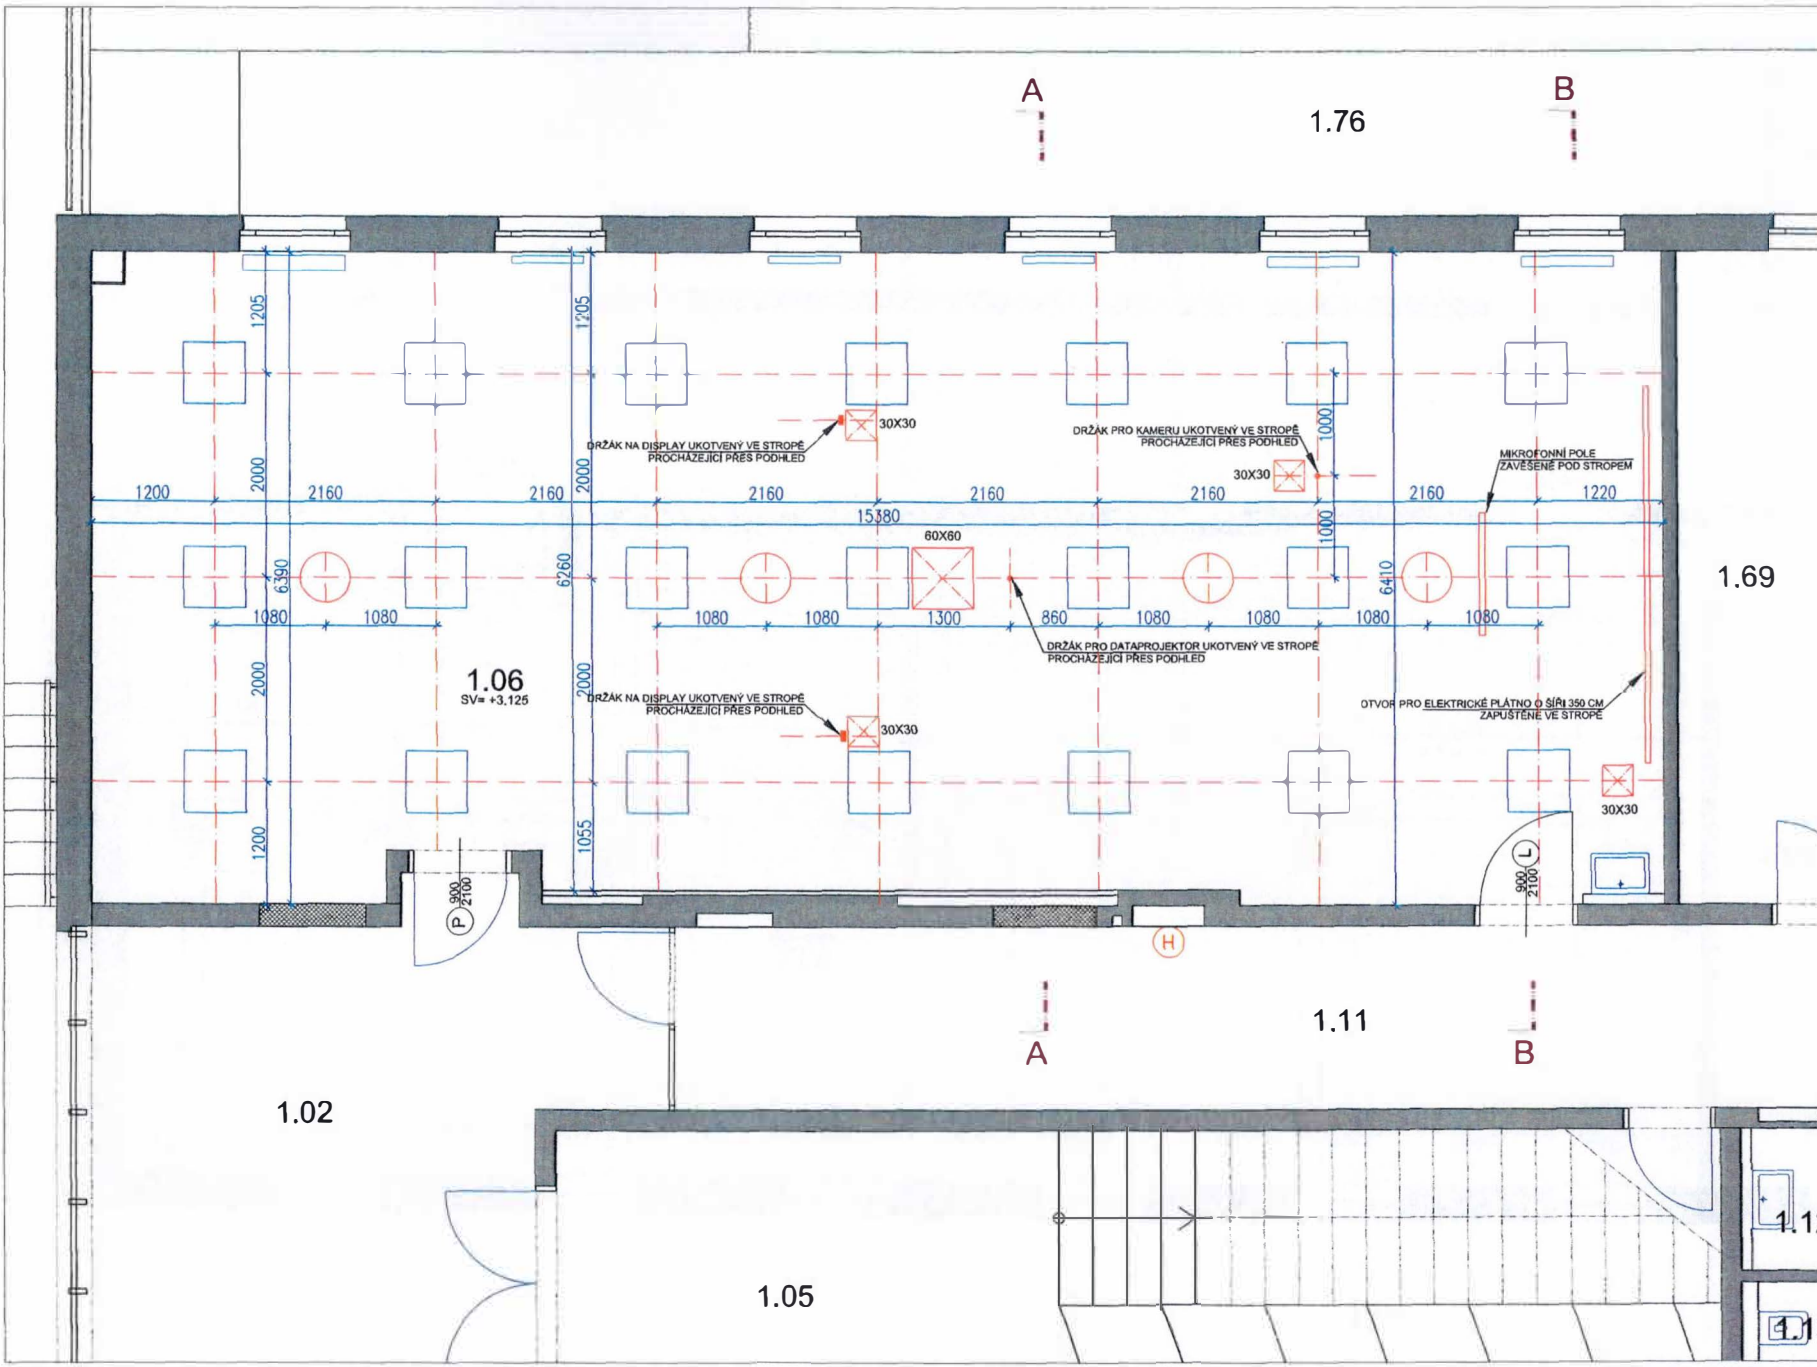 A
B
1.76
1205
1205
30X30
DRŽÁK NA DISPLAY UKOTVENÝ VE STROPĚ
PROCHÁZEJÍCÍ PŘES PODHLED
DRŽÁK PRO KAMERU UKOTVENÝ VE STROPĚ
PROCHÁZEJÍCÍ PŘES PODHLED
1000
30X30
MIKROFONNÍ POLE
ZAVĚŠENÉ POD STROPEM
2000
2000
1200
2160
2160
2160
2160
2160
2160
1220
15380
60X60
1000
6390
6260
6410
1.69
1080
1080
1080
1080
1300
860
1080
1080
1080
1080
DRŽÁK PRO DATAPROJEKTOR UKOTVENÝ VE STROPĚ
PROCHÁZEJÍCÍ PŘES PODHLED
2000
2000
1.06
SV= +3,125
DRŽÁK NA DISPLAY UKOTVENÝ VE STROPĚ
PROCHÁZEJÍCÍ PŘES PODHLED
30X30
OTVOR PRO ELEKTRICKÉ PLÁTNO O ŠÍŘI 350 CM
ZAPUŠTĚNÉ VE STROPĚ
30X30
1200
1055
900
2100
P
900
2100
L
H
1.11
A
B
1.02
1.05
1.1
1.1